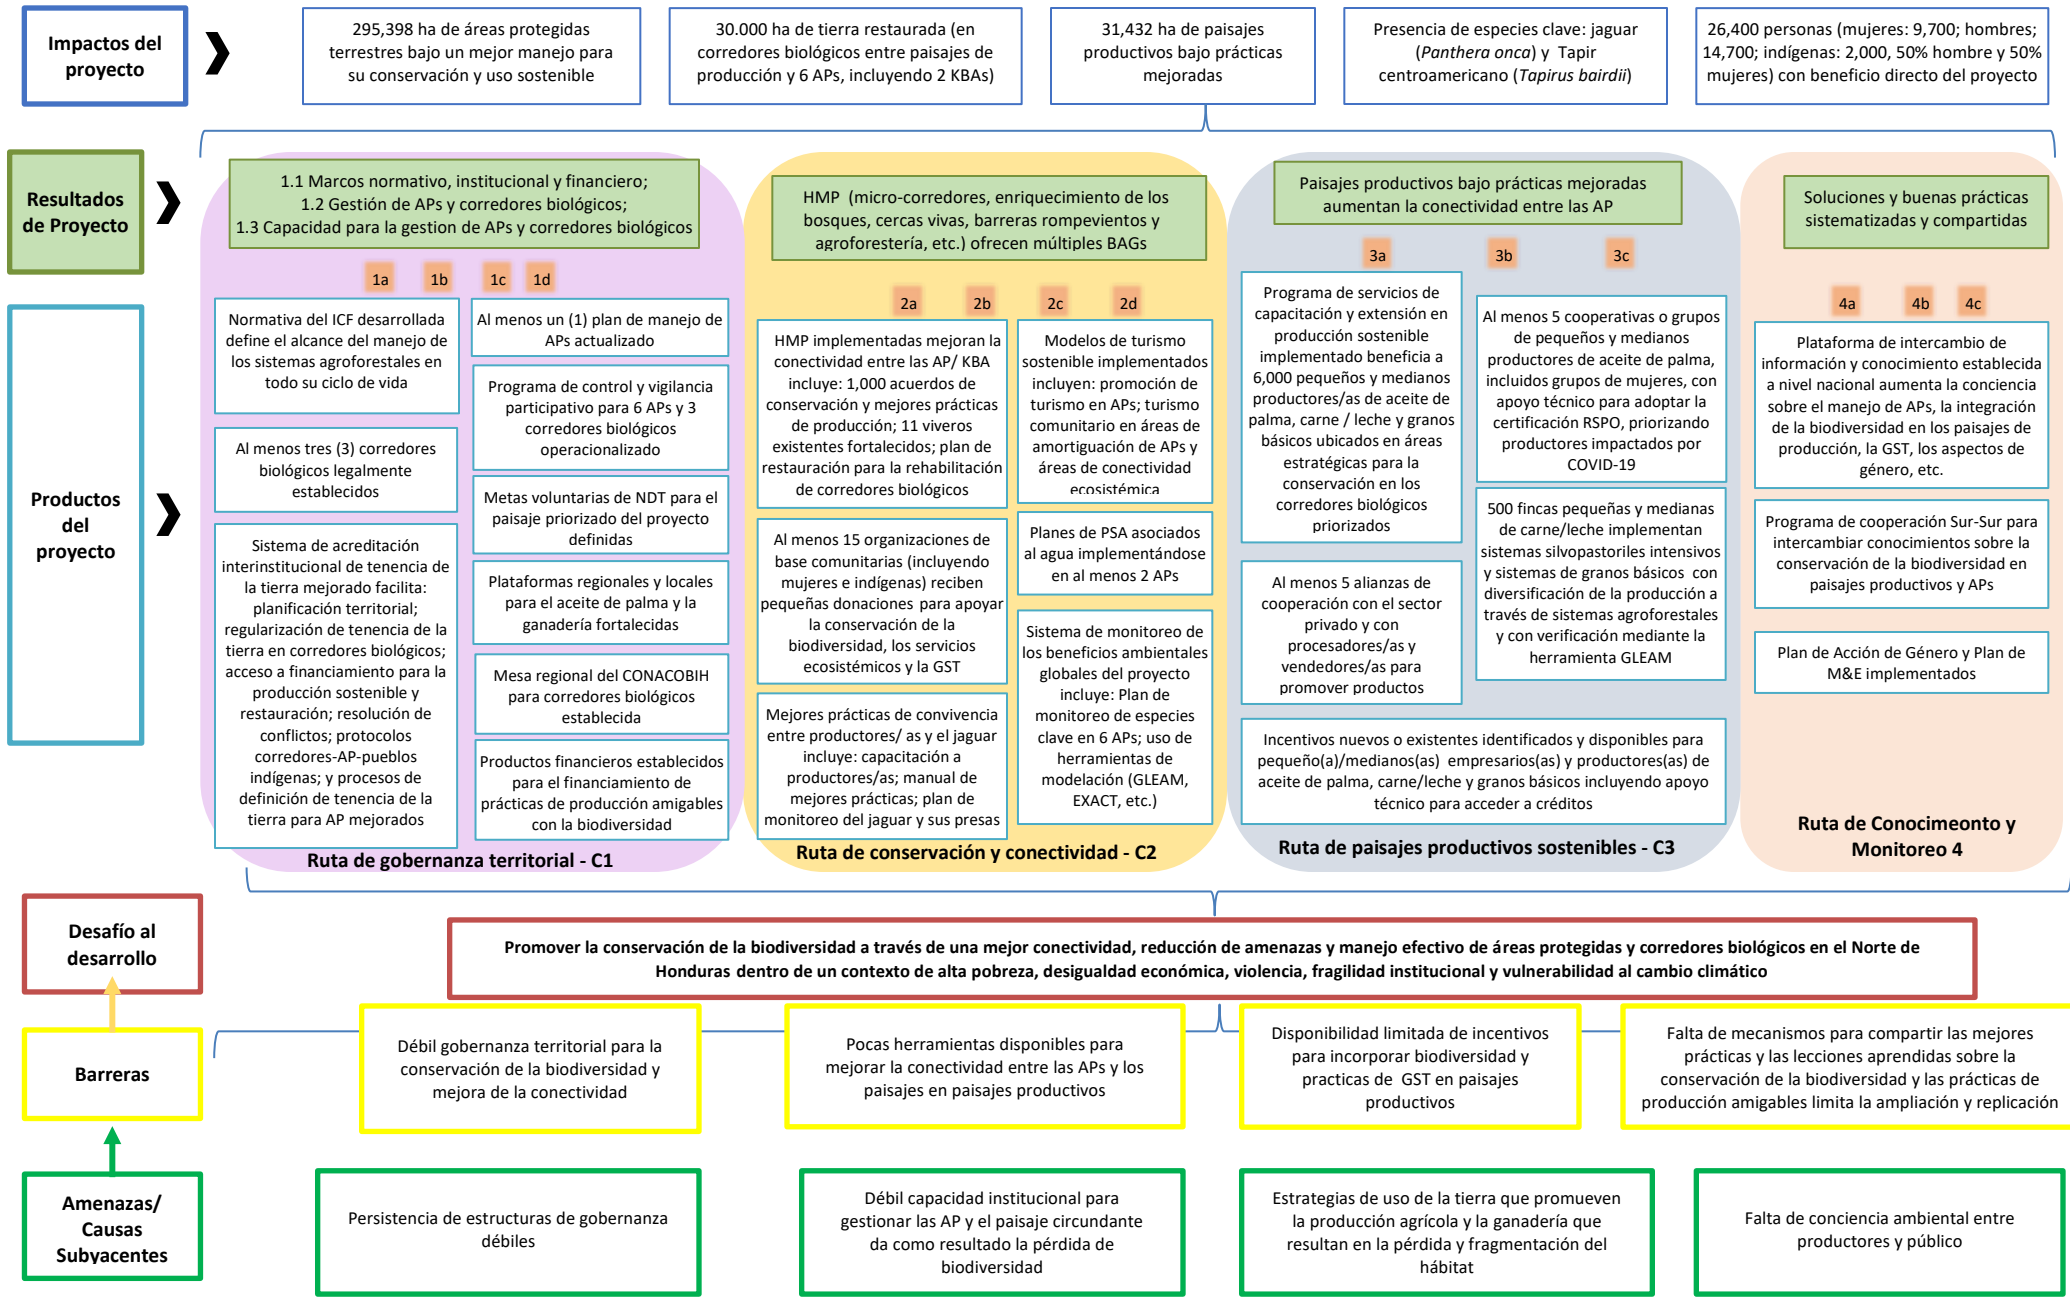 Impactos del
proyecto
295,398 ha de áreas protegidas
terrestres bajo un mejor manejo para
su conservación y uso sostenible
30.000 ha de tierra restaurada (en
corredores biológicos entre paisajes de
producción y 6 APs, incluyendo 2 KBAs)
31,432 ha de paisajes
productivos bajo prácticas
mejoradas
Presencia de especies clave: jaguar
(Panthera onca) y Tapir
centroamericano (Tapirus bairdii)
26,400 personas (mujeres: 9,700; hombres;
14,700; indígenas: 2,000, 50% hombre y 50%
mujeres) con beneficio directo del proyecto
Resultados
de Proyecto
1.1 Marcos normativo, institucional y financiero;
1.2 Gestión de APs y corredores biológicos;
1.3 Capacidad para la gestion de APs y corredores biológicos
HMP (micro-corredores, enriquecimiento de los
bosques, cercas vivas, barreras rompevientos y
agroforestería, etc.) ofrecen múltiples BAGs
Paisajes productivos bajo prácticas mejoradas
aumentan la conectividad entre las AP
Soluciones y buenas prácticas
sistematizadas y compartidas
Productos
del
proyecto
1a
1b
1c
1d
Normativa del ICF desarrollada
define el alcance del manejo de
los sistemas agroforestales en
todo su ciclo de vida
Al menos tres (3) corredores
biológicos legalmente
establecidos
Sistema de acreditación
interinstitucional de tenencia de
la tierra mejorado facilita:
planificación territorial;
regularización de tenencia de la
tierra en corredores biológicos;
acceso a financiamiento para la
producción sostenible y
restauración; resolución de
conflictos; protocolos
corredores-AP-pueblos
indígenas; y procesos de
definición de tenencia de la
tierra para AP mejorados
Al menos un (1) plan de manejo de
APs actualizado
Programa de control y vigilancia
participativo para 6 APs y 3
corredores biológicos
operacionalizado
Metas voluntarias de NDT para el
paisaje priorizado del proyecto
definidas
Plataformas regionales y locales
para el aceite de palma y la
ganadería fortalecidas
Mesa regional del CONACOBIH
para corredores biológicos
establecida
Productos financieros establecidos
para el financiamiento de
prácticas de producción amigables
con la biodiversidad
Ruta de gobernanza territorial - C1
2a
2b
2c
2d
HMP implementadas mejoran la
conectividad entre las AP/ KBA
incluye: 1,000 acuerdos de
conservación y mejores prácticas
de producción; 11 viveros
existentes fortalecidos; plan de
restauración para la rehabilitación
de corredores biológicos
Al menos 15 organizaciones de
base comunitarias (incluyendo
mujeres e indígenas) reciben
pequeñas donaciones para apoyar
la conservación de la
biodiversidad, los servicios
ecosistémicos y la GST
Mejores prácticas de convivencia
entre productores/ as y el jaguar
incluye: capacitación a
productores/as; manual de
mejores prácticas; plan de
monitoreo del jaguar y sus presas
Modelos de turismo
sostenible implementados
incluyen: promoción de
turismo en APs; turismo
comunitario en áreas de
amortiguación de APs y
áreas de conectividad
ecosistémica
Planes de PSA asociados
al agua implementándose
en al menos 2 APs
Sistema de monitoreo de
los beneficios ambientales
globales del proyecto
incluye: Plan de
monitoreo de especies
clave en 6 APs; uso de
herramientas de
modelación (GLEAM,
EXACT, etc.)
Ruta de conservación y conectividad - C2
3a
3b
3c
Programa de servicios de
capacitación y extensión en
producción sostenible
implementado beneficia a
6,000 pequeños y medianos
productores/as de aceite de
palma, carne / leche y granos
básicos ubicados en áreas
estratégicas para la
conservación en los
corredores biológicos
priorizados
Al menos 5 alianzas de
cooperación con el sector
privado y con
procesadores/as y
vendedores/as para
promover productos
Al menos 5 cooperativas o grupos
de pequeños y medianos
productores de aceite de palma,
incluidos grupos de mujeres, con
apoyo técnico para adoptar la
certificación RSPO, priorizando
productores impactados por
COVID-19
500 fincas pequeñas y medianas
de carne/leche implementan
sistemas silvopastoriles intensivos
y sistemas de granos básicos con
diversificación de la producción a
través de sistemas agroforestales
y con verificación mediante la
herramienta GLEAM
Incentivos nuevos o existentes identificados y disponibles para
pequeño(a)/medianos(as) empresarios(as) y productores(as) de
aceite de palma, carne/leche y granos básicos incluyendo apoyo
técnico para acceder a créditos
Ruta de paisajes productivos sostenibles - C3
4a
4b
4c
Plataforma de intercambio de
información y conocimiento establecida
a nivel nacional aumenta la conciencia
sobre el manejo de APs, la integración
de la biodiversidad en los paisajes de
producción, la GST, los aspectos de
género, etc.
Programa de cooperación Sur-Sur para
intercambiar conocimientos sobre la
conservación de la biodiversidad en
paisajes productivos y APs
Plan de Acción de Género y Plan de
M&E implementados
Ruta de Conocimeonto y
Monitoreo 4
Desafío al
desarrollo
Promover la conservación de la biodiversidad a través de una mejor conectividad, reducción de amenazas y manejo efectivo de áreas protegidas y corredores biológicos en el Norte de
Honduras dentro de un contexto de alta pobreza, desigualdad económica, violencia, fragilidad institucional y vulnerabilidad al cambio climático
Barreras
Débil gobernanza territorial para la
conservación de la biodiversidad y
mejora de la conectividad
Pocas herramientas disponibles para
mejorar la conectividad entre las APs y los
paisajes en paisajes productivos
Disponibilidad limitada de incentivos
para incorporar biodiversidad y
practicas de GST en paisajes
productivos
Falta de mecanismos para compartir las mejores
prácticas y las lecciones aprendidas sobre la
conservación de la biodiversidad y las prácticas de
producción amigables limita la ampliación y replicación
Amenazas/
Causas
Subyacentes
Persistencia de estructuras de gobernanza
débiles
Débil capacidad institucional para
gestionar las AP y el paisaje circundante
da como resultado la pérdida de
biodiversidad
Estrategias de uso de la tierra que promueven
la producción agrícola y la ganadería que
resultan en la pérdida y fragmentación del
hábitat
Falta de conciencia ambiental entre
productores y público